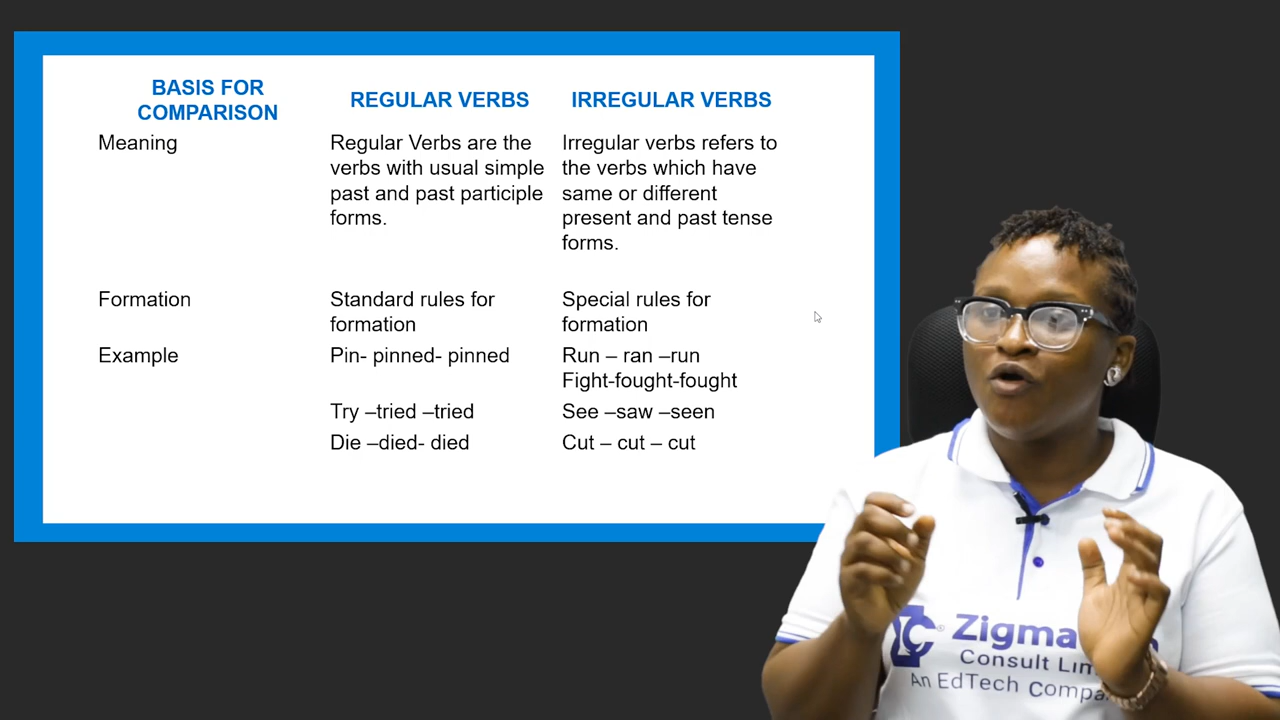 BASIS FOR
COMPARISON
REGULAR VERBS
IRREGULAR VERBS
Meaning
Regular Verbs are the
verbs with usual simple
past and past participle
forms.
Irregular verbs refers to
the verbs which have
same or different
present and past tense
forms.
Formation
Standard rules for
formation
Special rules for
formation
Example
Pin- pinned- pinned
Run – ran –run
Fight-fought-fought
Try –tried –tried
See –saw –seen
Die –died- died
Cut – cut – cut
Consult
An EdTech